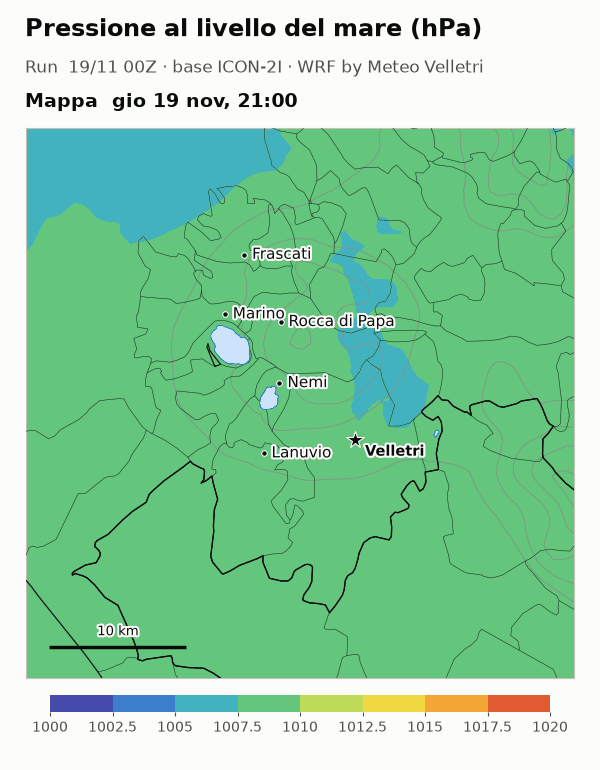 Pressione al livello del mare (hPa)
Run  19/11 00Z · base ICON-2I · WRF by Meteo Velletri
Mappa  gio 19 nov, 21:00
Frascati
Marino
Rocca di Papa
Nemi
Velletri
Lanuvio
10 km
1000 1002.5 1005 1007.5 1010 1012.5 1015 1017.5 1020